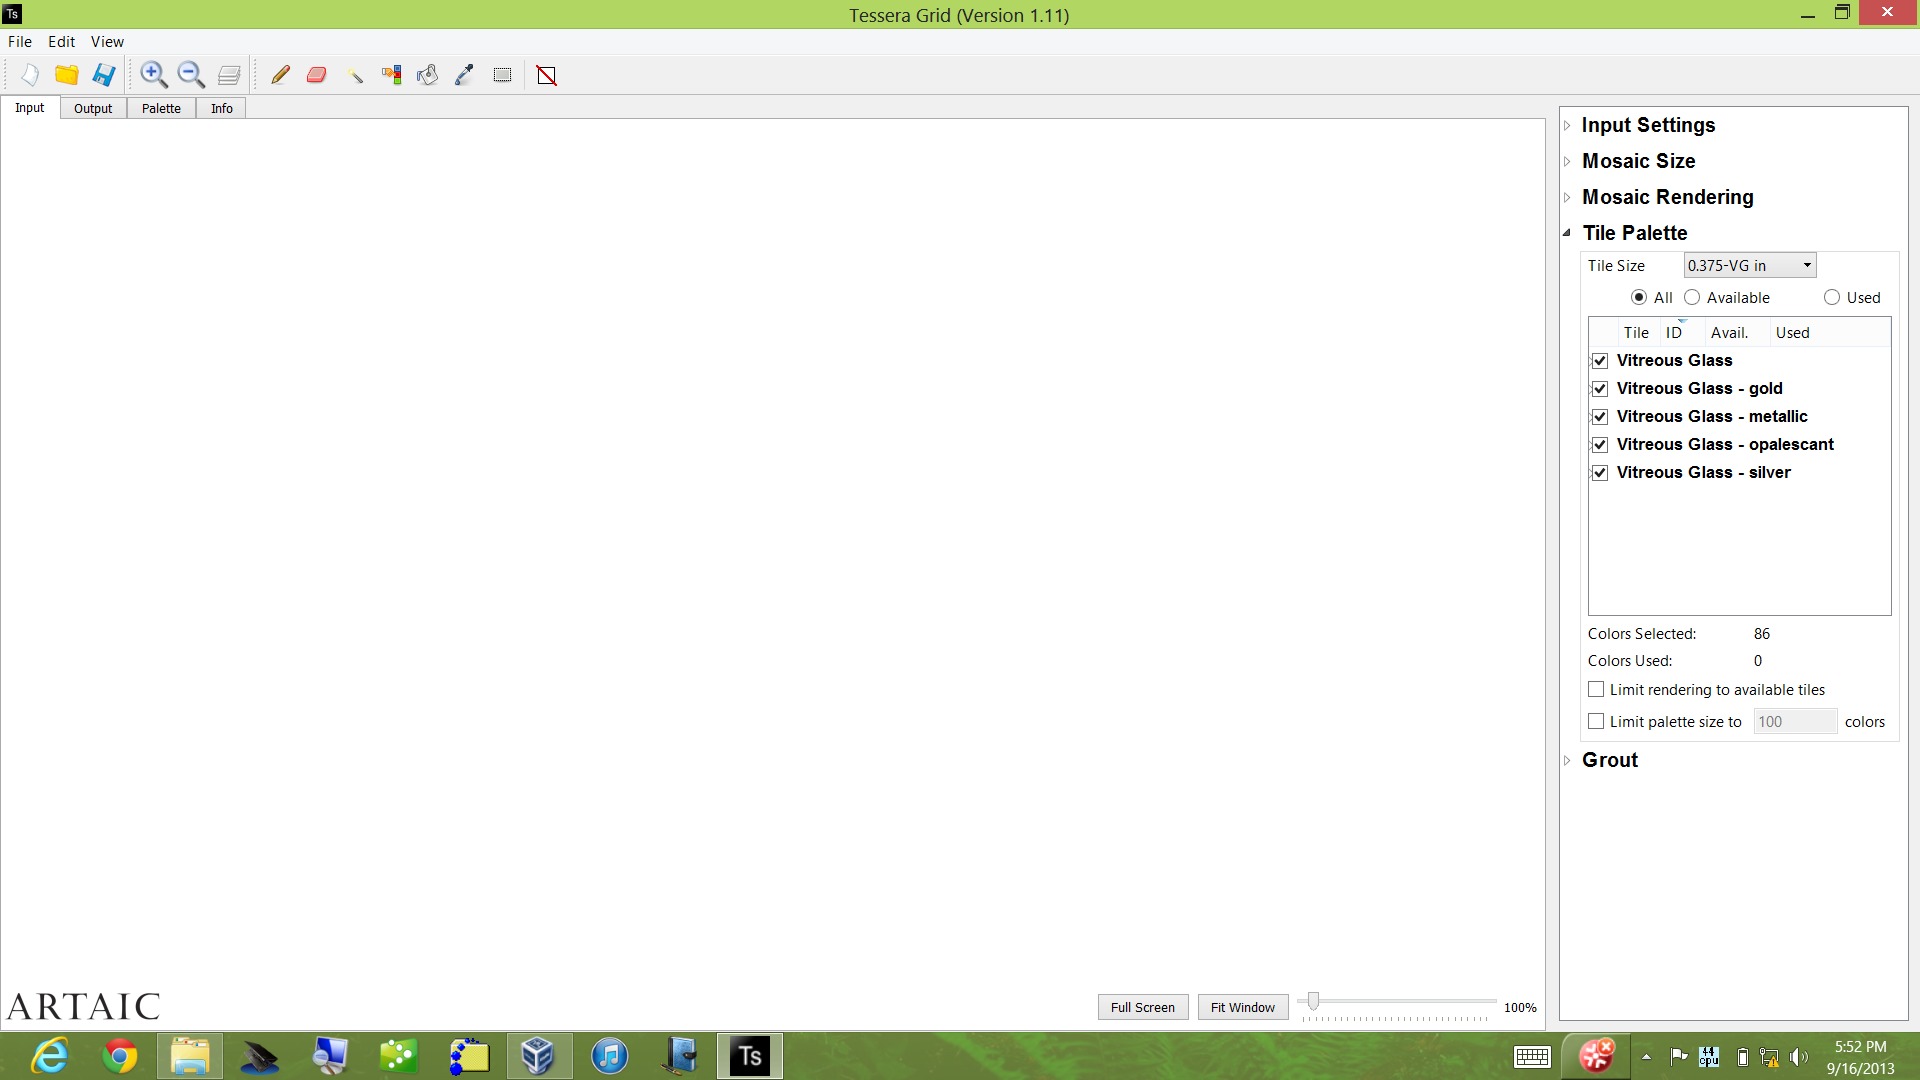 Ts
Tessera Grid (Version 1.11)
File Edit View
Input Output Palette Info
Input Settings
Mosaic Size
Mosaic Rendering
Tile Palette
Tile Size 0.375-VG in
All Available Used
Tile ID Avail. Used
Vitreous Glass
Vitreous Glass - gold
Vitreous Glass - metallic
Vitreous Glass - opalescant
Vitreous Glass - silver
Colors Selected: 86
Colors Used: 0
Limit rendering to available tiles
Limit palette size to 100 colors
Grout
ARTAIC
Full Screen Fit Window 100%
Ts
44 cpu
5:52 PM
9/16/2013